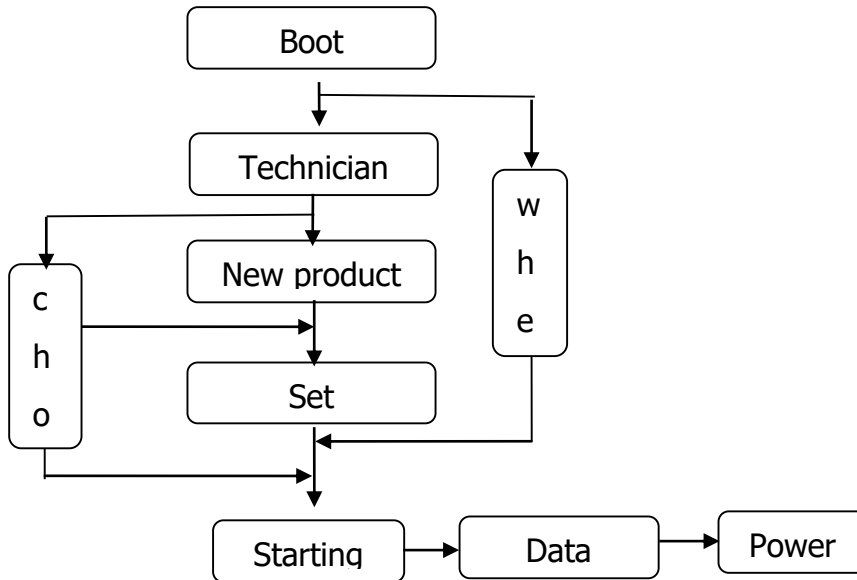 Boot
Technician
w
h
e
New product
c
h
o
Set
Starting
Data
Power